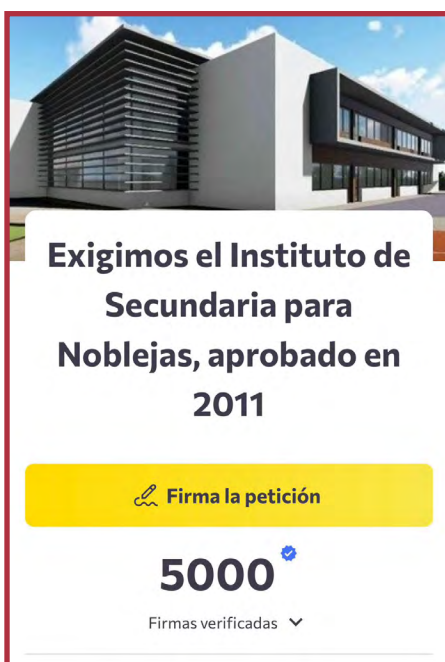 Exigimos el Instituto de
Secundaria para
Noblejas, aprobado en
2011
Firma la petición
5000
Firmas verificadas